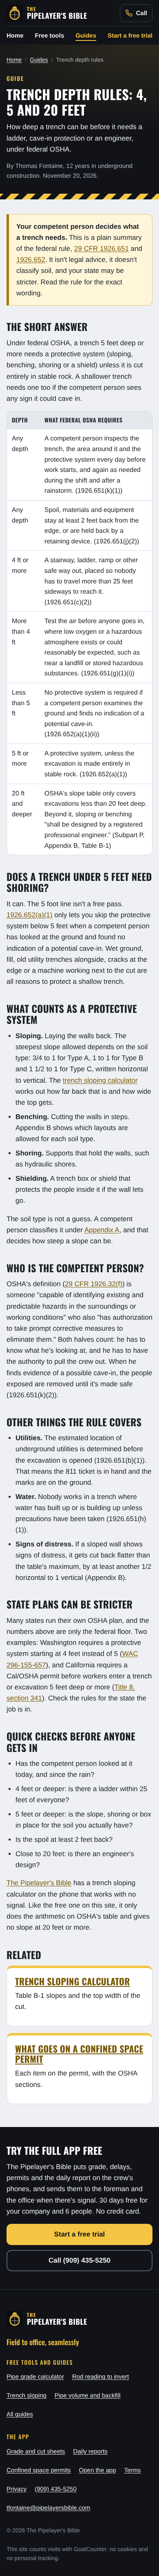 THE
PIPELAYER'S BIBLE
Call
Home Free tools Guides Start a free trial
Home / Guides / Trench depth rules
GUIDE
TRENCH DEPTH RULES: 4,
5 AND 20 FEET
How deep a trench can be before it needs a
ladder, cave-in protection or an engineer,
under federal OSHA.
By Thomas Fontaine, 12 years in underground
construction. November 20, 2026.
Your competent person decides what
a trench needs. This is a plain summary
of the federal rule, 29 CFR 1926.651 and
1926.652. It isn't legal advice, it doesn't
classify soil, and your state may be
stricter. Read the rule for the exact
wording.
THE SHORT ANSWER
Under federal OSHA, a trench 5 feet deep or
more needs a protective system (sloping,
benching, shoring or a shield) unless it is cut
entirely in stable rock. A shallower trench
needs one too if the competent person sees
any sign it could cave in.
DEPTH WHAT FEDERAL OSHA REQUIRES
Any
depth
A competent person inspects the
trench, the area around it and the
protective system every day before
work starts, and again as needed
during the shift and after a
rainstorm. (1926.651(k)(1))
Any
depth
Spoil, materials and equipment
stay at least 2 feet back from the
edge, or are held back by a
retaining device. (1926.651(j)(2))
4 ft or
more
A stairway, ladder, ramp or other
safe way out, placed so nobody
has to travel more than 25 feet
sideways to reach it.
(1926.651(c)(2))
More
than 4
ft
Test the air before anyone goes in,
where low oxygen or a hazardous
atmosphere exists or could
reasonably be expected, such as
near a landfill or stored hazardous
substances. (1926.651(g)(1)(i))
Less
than 5
ft
No protective system is required if
a competent person examines the
ground and finds no indication of a
potential cave-in.
(1926.652(a)(1)(ii))
5 ft or
more
A protective system, unless the
excavation is made entirely in
stable rock. (1926.652(a)(1))
20 ft
and
deeper
OSHA's slope table only covers
excavations less than 20 feet deep.
Beyond it, sloping or benching
"shall be designed by a registered
professional engineer." (Subpart P,
Appendix B, Table B-1)
DOES A TRENCH UNDER 5 FEET NEED
SHORING?
It can. The 5 foot line isn't a free pass.
1926.652(a)(1) only lets you skip the protective
system below 5 feet when a competent person
has looked at the ground and found no
indication of a potential cave-in. Wet ground,
fill, old utility trenches alongside, cracks at the
edge or a machine working next to the cut are
all reasons to protect a shallow trench.
WHAT COUNTS AS A PROTECTIVE
SYSTEM
• Sloping. Laying the walls back. The
steepest slope allowed depends on the soil
type: 3/4 to 1 for Type A, 1 to 1 for Type B
and 1 1/2 to 1 for Type C, written horizontal
to vertical. The trench sloping calculator
works out how far back that is and how wide
the top gets.
• Benching. Cutting the walls in steps.
Appendix B shows which layouts are
allowed for each soil type.
• Shoring. Supports that hold the walls, such
as hydraulic shores.
• Shielding. A trench box or shield that
protects the people inside it if the wall lets
go.
The soil type is not a guess. A competent
person classifies it under Appendix A, and that
decides how steep a slope can be.
WHO IS THE COMPETENT PERSON?
OSHA's definition (29 CFR 1926.32(f)) is
someone "capable of identifying existing and
predictable hazards in the surroundings or
working conditions" who also "has authorization
to take prompt corrective measures to
eliminate them." Both halves count: he has to
know what he's looking at, and he has to have
the authority to clear everyone out. When he
finds evidence of a possible cave-in, the people
exposed are removed until it's made safe
(1926.651(k)(2)).
OTHER THINGS THE RULE COVERS
• Utilities. The estimated location of
underground utilities is determined before
the excavation is opened (1926.651(b)(1)).
That means the 811 ticket is in hand and the
marks are on the ground.
• Water. Nobody works in a trench where
water has built up or is building up unless
precautions have been taken (1926.651(h)
(1)).
• Signs of distress. If a sloped wall shows
signs of distress, it gets cut back flatter than
the table's maximum, by at least another 1/2
horizontal to 1 vertical (Appendix B).
STATE PLANS CAN BE STRICTER
Many states run their own OSHA plan, and the
numbers above can be lower there. Two
examples: Washington requires a protective
system starting at 4 feet instead of 5 (WAC
296-155-657), and California requires a
Cal/OSHA permit before workers enter a trench
or excavation 5 feet deep or more (Title 8,
section 341). Check the rules for the state the
job is in.
QUICK CHECKS BEFORE ANYONE
GETS IN
• Has the competent person looked at it
today, and since the rain?
• 4 feet or deeper: is there a ladder within 25
feet of everyone?
• 5 feet or deeper: is the slope, shoring or box
in place for the soil you actually have?
• Is the spoil at least 2 feet back?
• Close to 20 feet: is there an engineer's
design?
The Pipelayer's Bible has a trench sloping
calculator on the phone that works with no
signal. Like the free one on this site, it only
does the arithmetic on OSHA's table and gives
no slope at 20 feet or more.
RELATED
TRENCH SLOPING CALCULATOR
Table B-1 slopes and the top width of the
cut.
WHAT GOES ON A CONFINED SPACE
PERMIT
Each item on the permit, with the OSHA
sections.
TRY THE FULL APP FREE
The Pipelayer's Bible puts grade, delays,
permits and the daily report on the crew's
phones, and sends them to the foreman and
the office when there's signal. 30 days free for
your company and 6 people. No credit card.
Start a free trial
Call (909) 435-5250
THE
PIPELAYER'S BIBLE
Field to office, seamlessly
FREE TOOLS AND GUIDES
Pipe grade calculator Rod reading to invert
Trench sloping Pipe volume and backfill
All guides
THE APP
Grade and cut sheets Daily reports
Confined space permits Open the app Terms
Privacy (909) 435-5250
tfontaine@pipelayersbible.com
© 2026 The Pipelayer's Bible
This site counts visits with GoatCounter: no cookies and
no personal tracking.